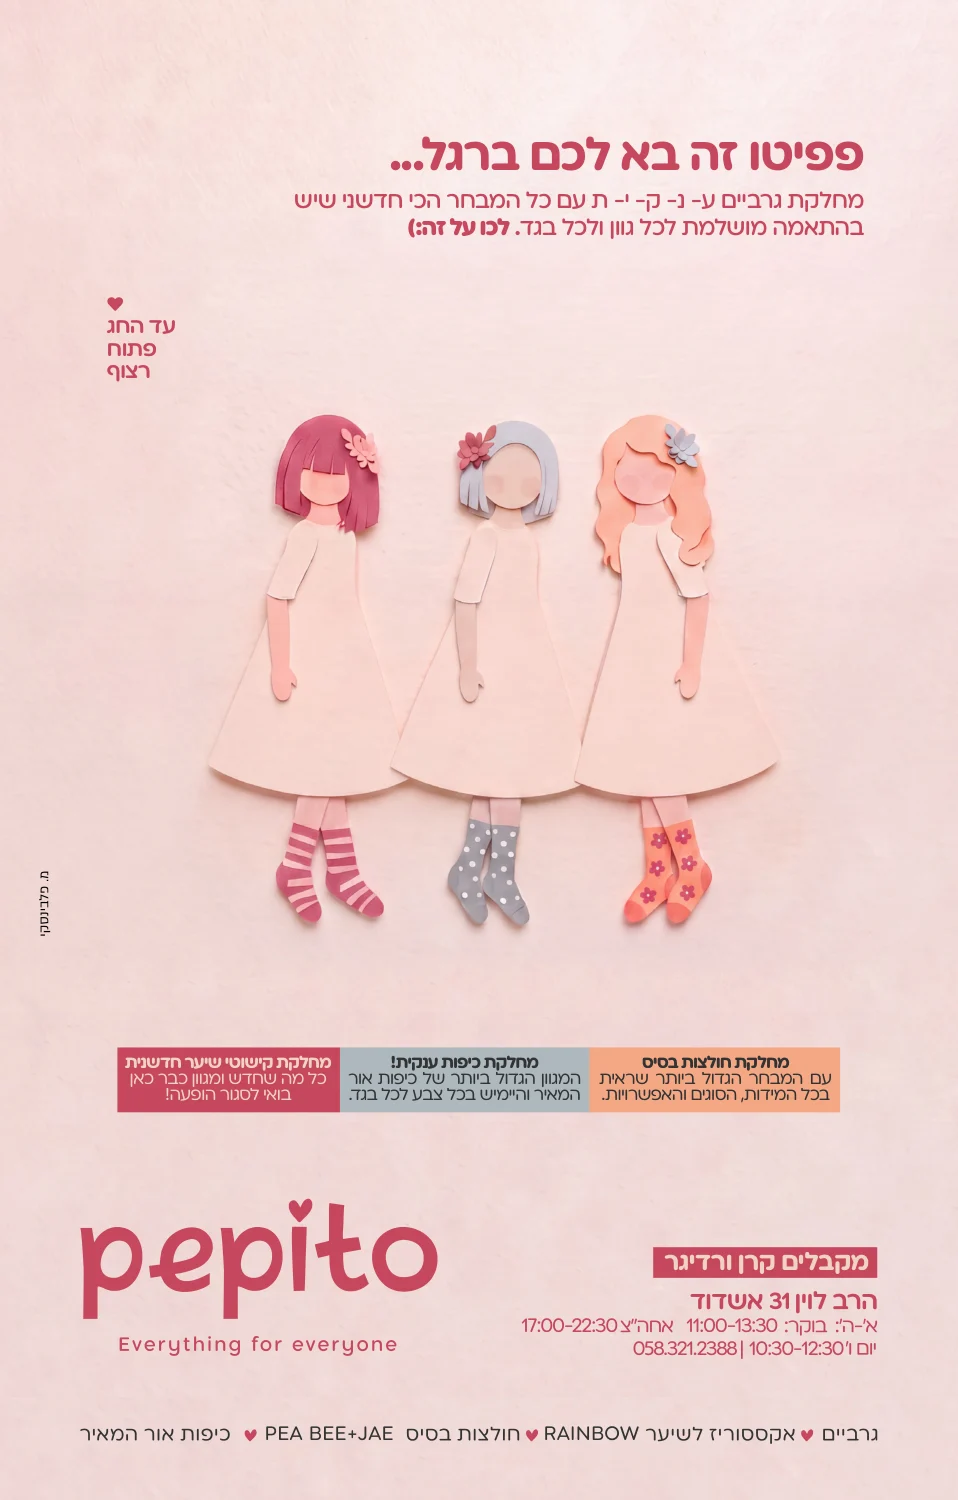 פפיטו זה בא לכם ברגל...
מחלקת גרביים ע- נ- ק- י- ת עם כל המבחר הכי חדשני שיש
בהתאמה מושלמת לכל גוון ולכל בגד. לכו על זה:)
עד החג
פתוח
רצוף
מ. פלבינסקי
מחלקת חולצות בסיס
עם המבחר הגדול ביותר שראית
בכל המידות, הסוגים והאפשרויות.
מחלקת כיפות ענקית!
המגוון הגדול ביותר של כיפות אור
המאיר והיימיש בכל צבע לכל בגד.
מחלקת קישוטי שיער חדשנית
כל מה שחדש ומגוון כבר כאן
בואי לסגור הופעה!
pepito
Everything for everyone
מקבלים קרן ורדיגר
הרב לוין 31 אשדוד
א'-ה': בוקר: 11:00-13:30 אחה"צ 17:00-22:30
יום ו' 10:30-12:30 | 058.321.2388
גרביים ♥ אקססוריז לשיער RAINBOW ♥ חולצות בסיס PEA BEE+JAE ♥ כיפות אור המאיר